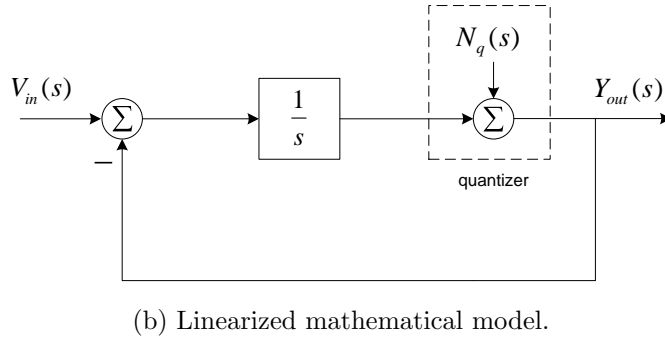 N_q(s)
V_in(s)
Y_out(s)
Σ
1/s
Σ
−
quantizer
(b) Linearized mathematical model.